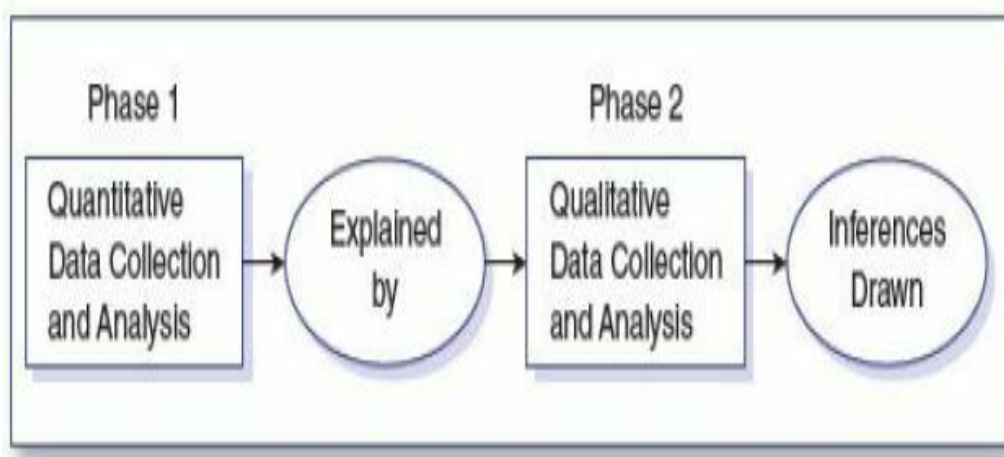 Phase 1
Quantitative
Data Collection
and Analysis
Explained
by
Phase 2
Qualitative
Data Collection
and Analysis
Inferences
Drawn